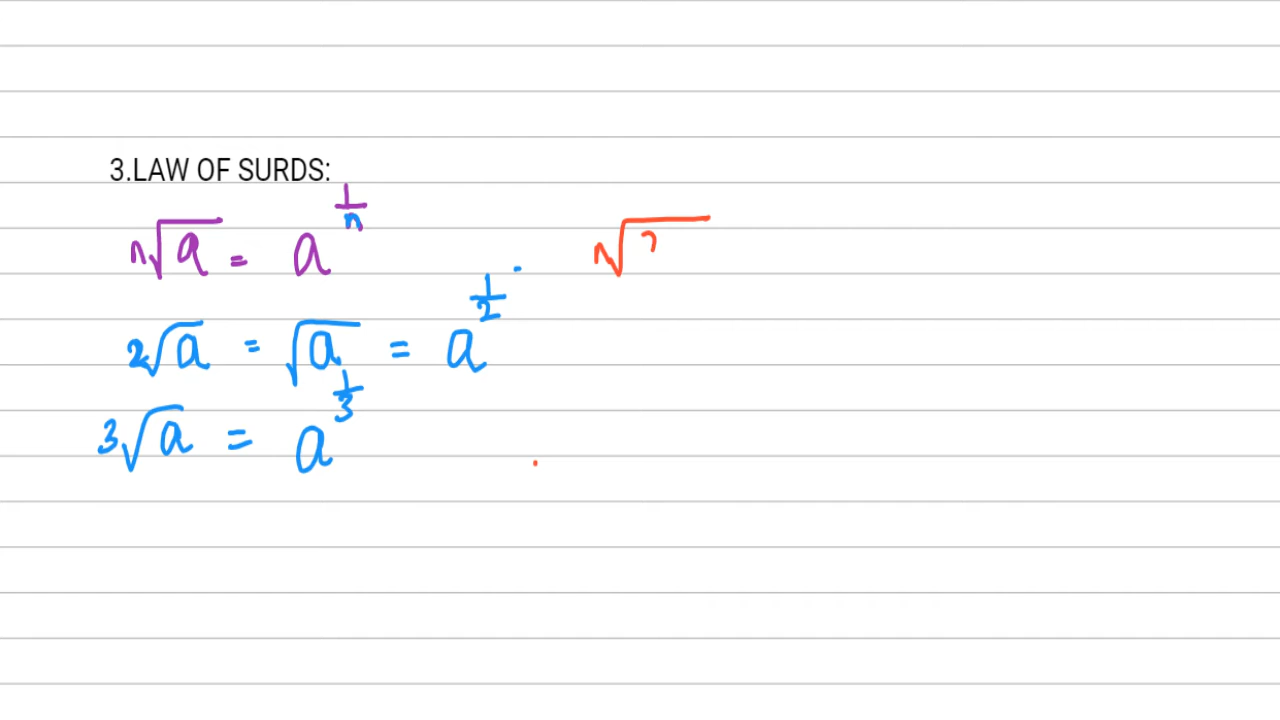 3.LAW OF SURDS:
ⁿ√a = a^(1/n)
ⁿ√
²√a = √a = a^(1/2)
³√a = a^(1/3)